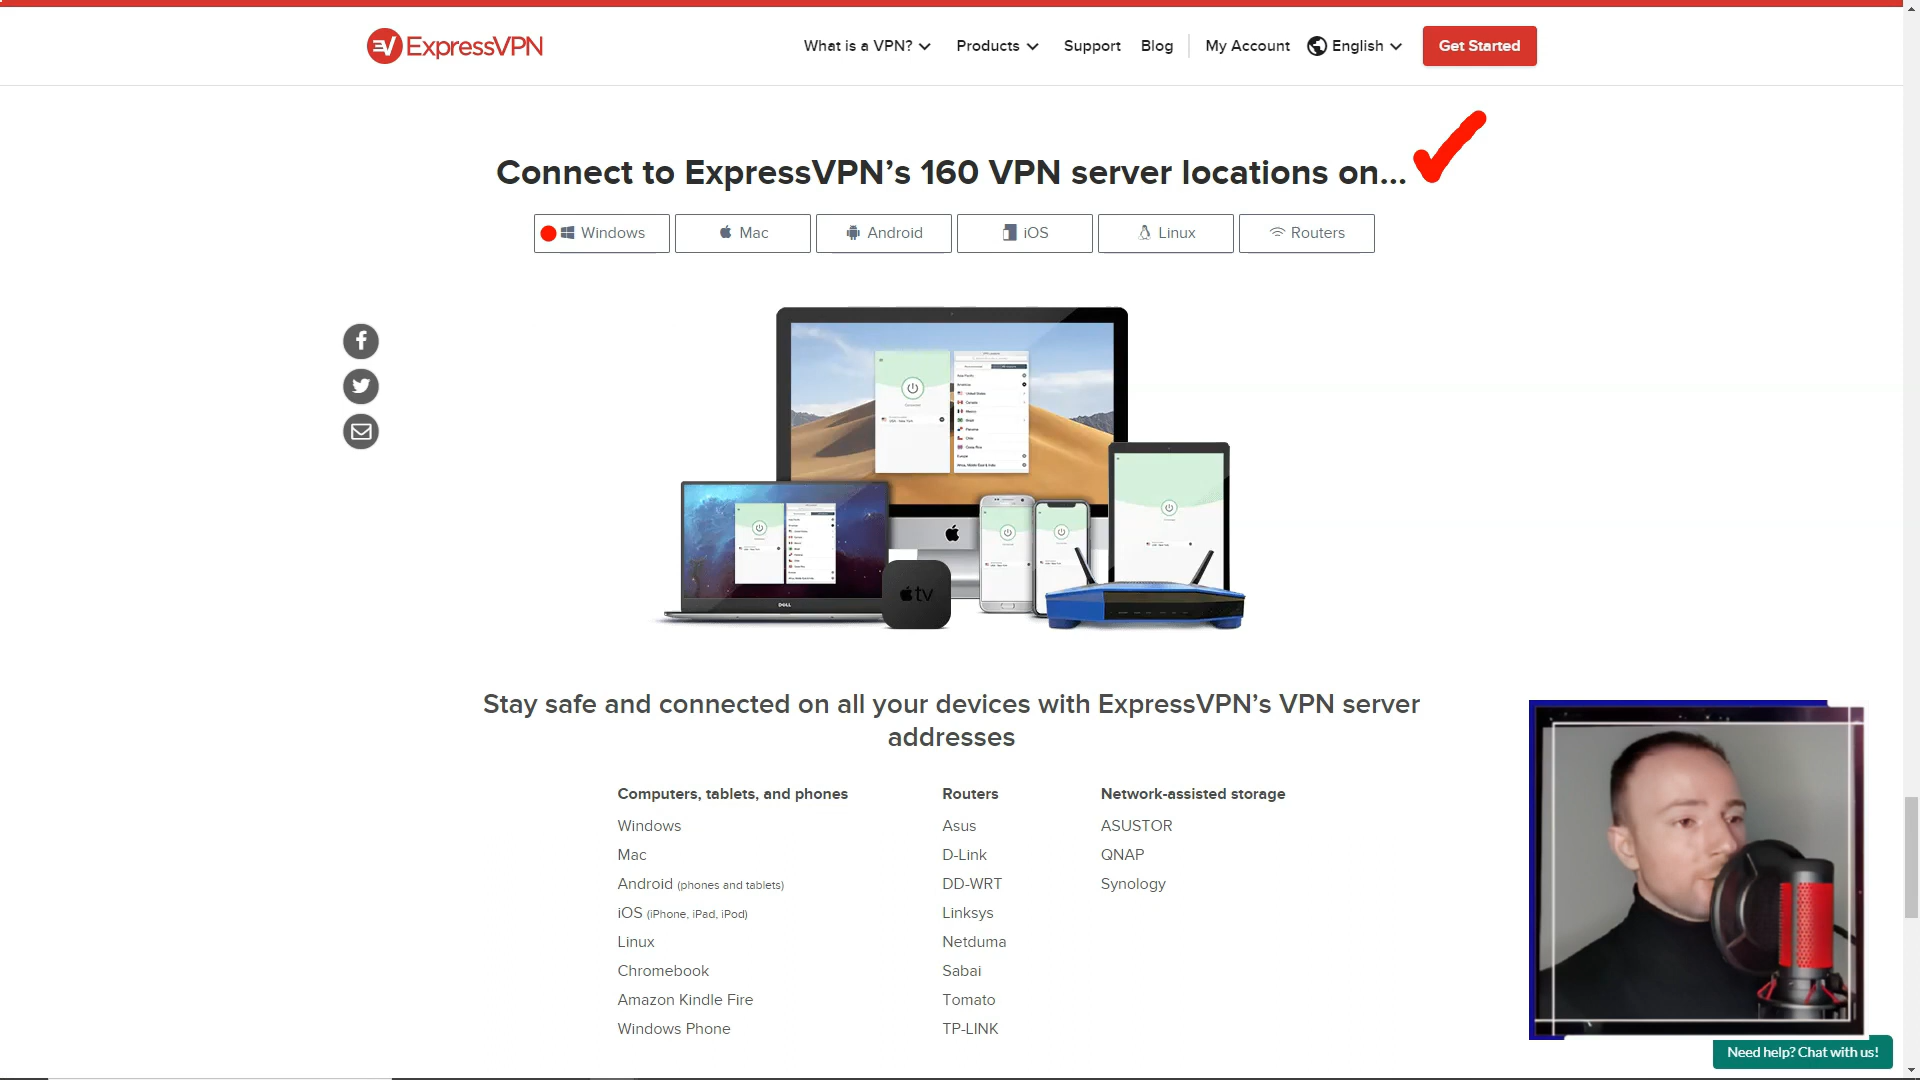 ExpressVPN
What is a VPN? Products Support Blog My Account English Get Started
Connect to ExpressVPN’s 160 VPN server locations on...
Windows Mac Android iOS Linux Routers
tv
DELL
Stay safe and connected on all your devices with ExpressVPN’s VPN server
addresses
Computers, tablets, and phones Routers Network-assisted storage
Windows Asus ASUSTOR
Mac D-Link QNAP
Android (phones and tablets) DD-WRT Synology
iOS (iPhone, iPad, iPod) Linksys
Linux Netduma
Chromebook Sabai
Amazon Kindle Fire Tomato
Windows Phone TP-LINK
Need help? Chat with us!